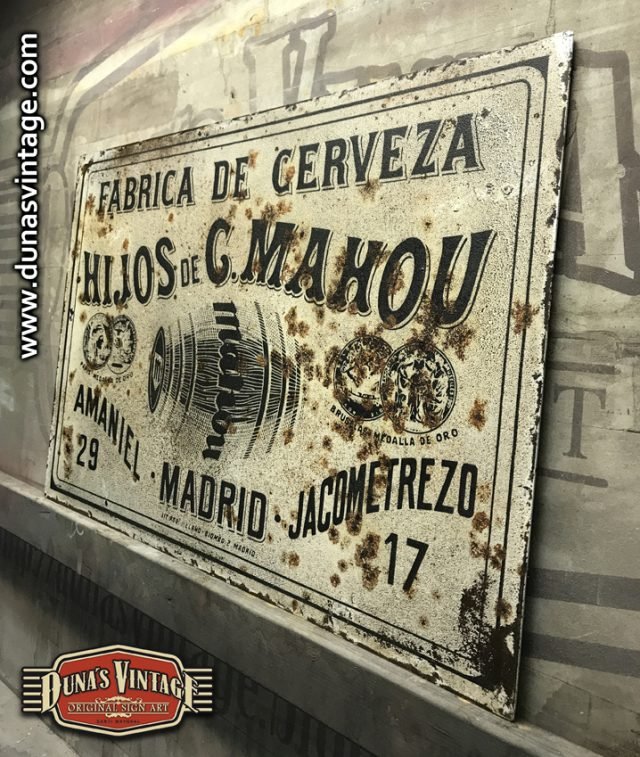 www.dunasvintage.com
FABRICA DE CERVEZA
HIJOS DE C. MAHOU
mahou
MEDALLA DE ORO
AMANIEL 29 · MADRID · JACOMETREZO 17
DUNA'S VINTAGE
ORIGINAL SIGN ART